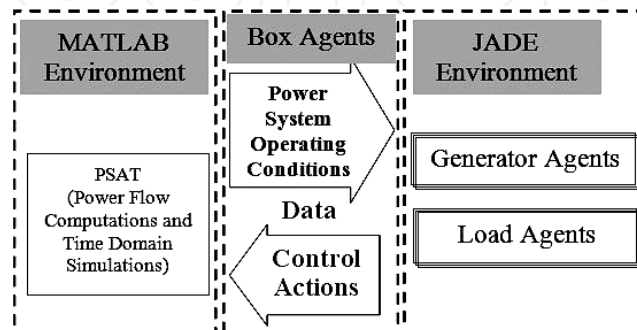 MATLAB
Environment
PSAT
(Power Flow
Computations and
Time Domain
Simulations)
Box Agents
Power
System
Operating
Conditions
Data
Control
Actions
JADE
Environment
Generator Agents
Load Agents